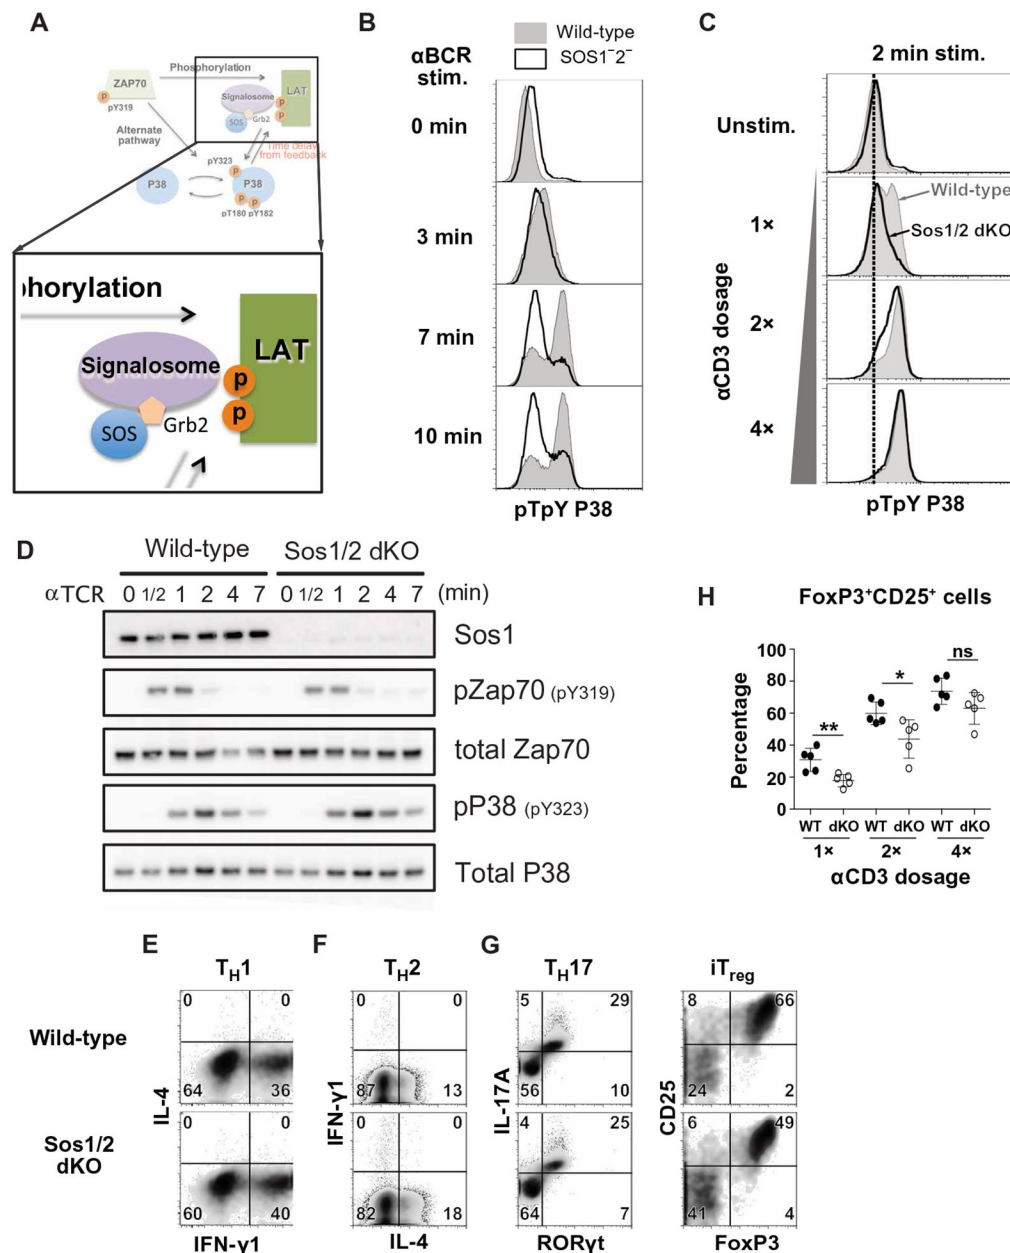 A
ZAP70
Phosphorylation
LAT
Signalosome
P
P
P
pY319
SOS
Grb2
Alternate
pathway
Time delay
from feedback
pY323
P
P38
P38
P
P
pT180 pY182
horylation
LAT
Signalosome
p
p
SOS
Grb2
B
Wild-type
SOS1⁻2⁻
αBCR
stim.
0 min
3 min
7 min
10 min
pTpY P38
C
2 min stim.
Unstim.
1×
Wild-type
Sos1/2 dKO
αCD3 dosage
2×
4×
pTpY P38
D
Wild-type
Sos1/2 dKO
αTCR 0 1/2 1 2 4 7 0 1/2 1 2 4 7 (min)
Sos1
pZap70 (pY319)
total Zap70
pP38 (pY323)
Total P38
H
FoxP3⁺CD25⁺ cells
Percentage
100
80
60
40
20
0
**
*
ns
WT dKO WT dKO WT dKO
1× 2× 4×
αCD3 dosage
E
F
G
TH1
TH2
TH17
iTreg
Wild-type
IL-4
0 0
64 36
IFN-γ1
0 0
87 13
IL-17A
5 29
56 10
CD25
8 66
24 2
Sos1/2
dKO
0 0
60 40
0 0
82 18
4 25
64 7
6 49
41 4
IFN-γ1
IL-4
RORγt
FoxP3